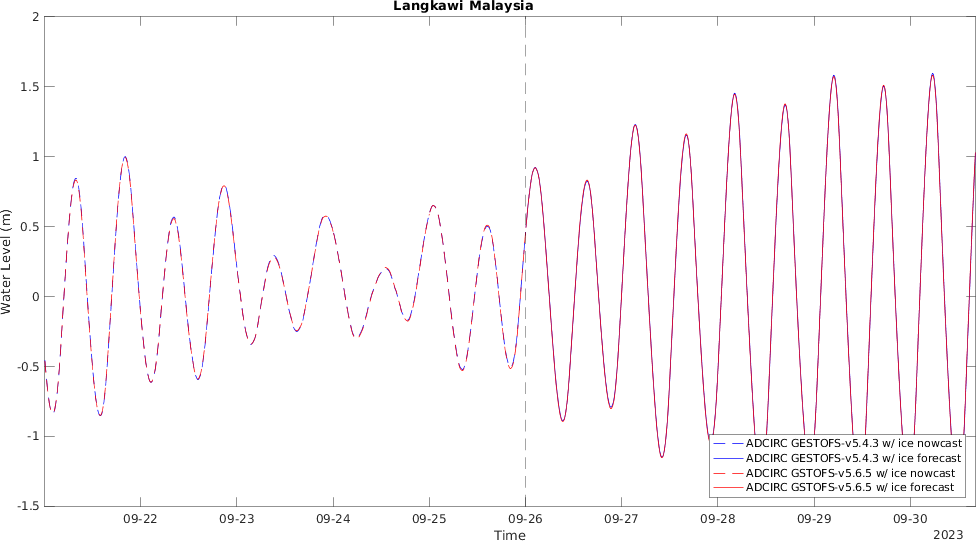 Langkawi Malaysia
2
1.5
1
0.5
0
-0.5
-1
-1.5
Water Level (m)
ADCIRC GESTOFS-v5.4.3 w/ ice nowcast
ADCIRC GESTOFS-v5.4.3 w/ ice forecast
ADCIRC GSTOFS-v5.6.5 w/ ice nowcast
ADCIRC GSTOFS-v5.6.5 w/ ice forecast
09-22 09-23 09-24 09-25 09-26 09-27 09-28 09-29 09-30
Time
2023